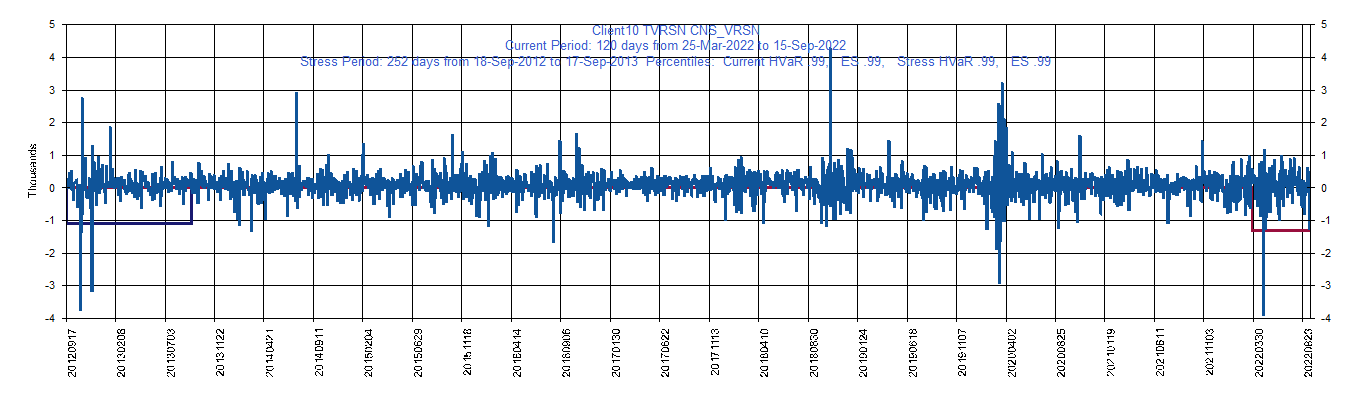 Client10 TVRSN CNS_VRSN
Current Period: 120 days from 25-Mar-2022 to 15-Sep-2022
Stress Period: 252 days from 18-Sep-2012 to 17-Sep-2013 Percentiles: Current HVaR .99, ES .99, Stress HVaR .99, ES .99
5 5
4 4
3 3
2 2
1 1
Thousands
0 0
-1 -1
-2 -2
-3 -3
-4 -4
20120917 20130208 20130703 20131122 20140421 20140911 20150204 20150629 20151118 20160414 20160906 20170130 20170622 20171113 20180410 20180830 20190124 20190618 20191107 20200402 20200825 20210119 20210611 20211103 20220330 20220823